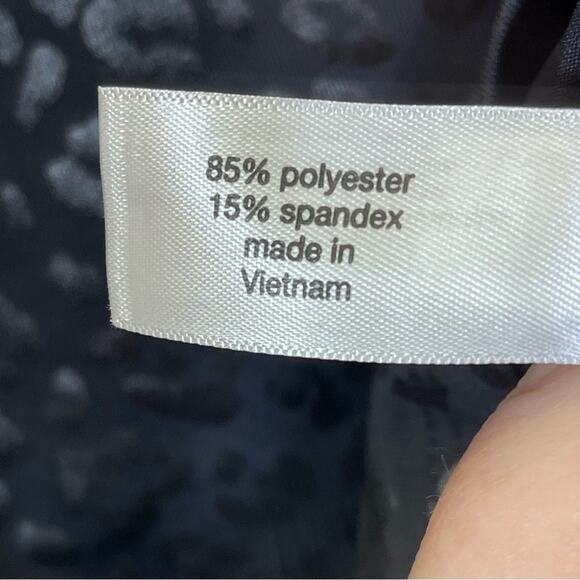 85% polyester
15% spandex
made in
Vietnam